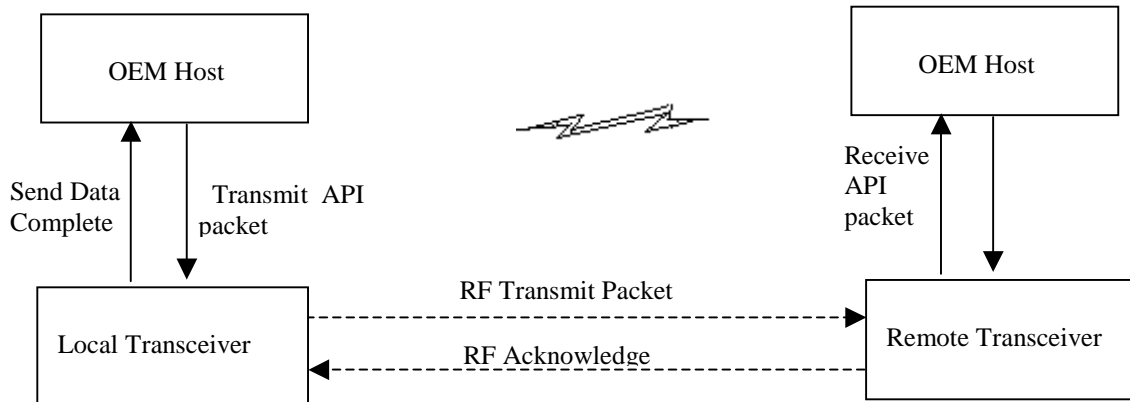 OEM Host
OEM Host
Send Data
Complete
Transmit API
packet
Receive
API
packet
RF Transmit Packet
Local Transceiver
Remote Transceiver
RF Acknowledge